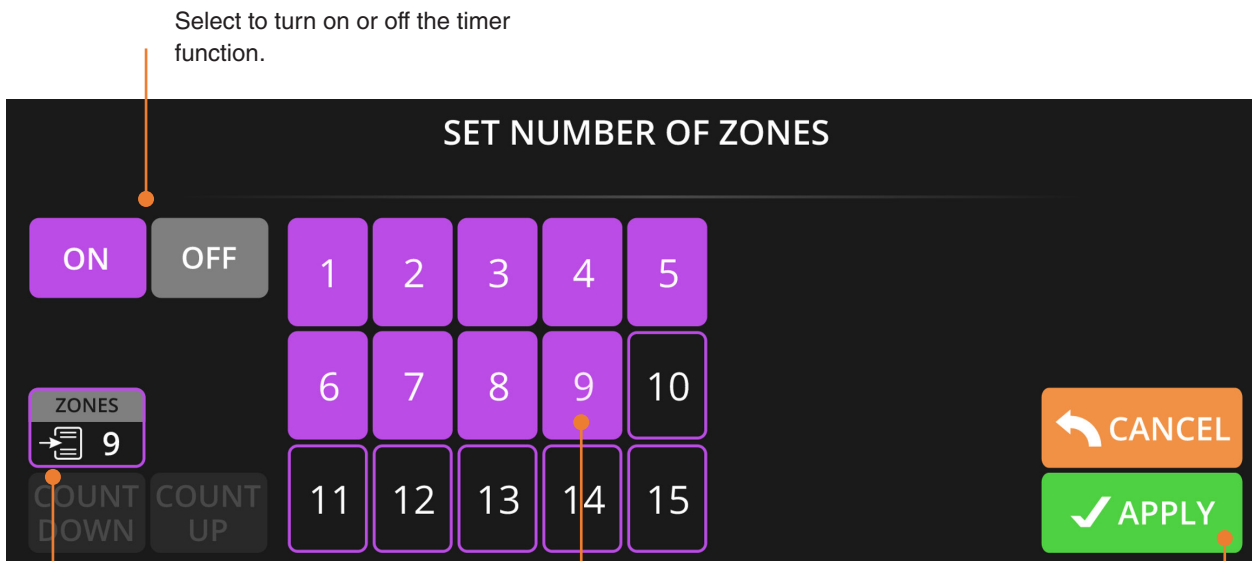 Select to turn on or off the timer
function.
SET NUMBER OF ZONES
ON OFF
1 2 3 4 5
6 7 8 9 10
ZONES
9
CANCEL
11 12 13 14 15
COUNT DOWN
COUNT UP
APPLY